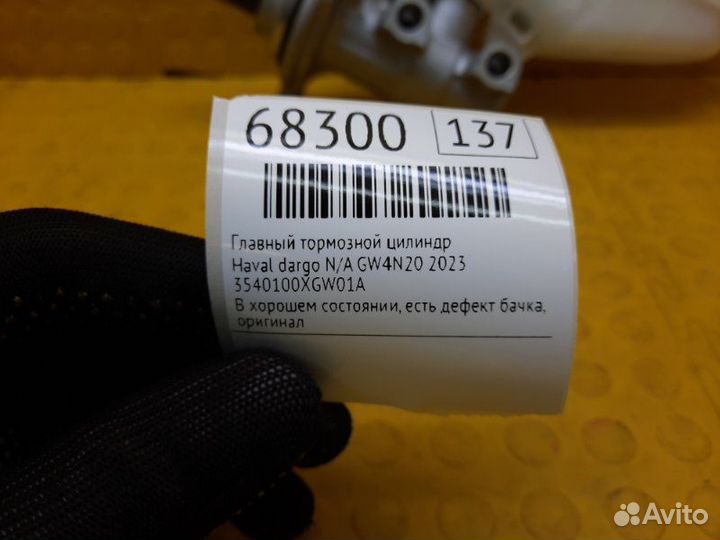 68300 137
Главный тормозной цилиндр
Haval dargo N/A GW4N20 2023
3540100XGW01A
В хорошем состоянии, есть дефект бачка,
оригинал
Avito